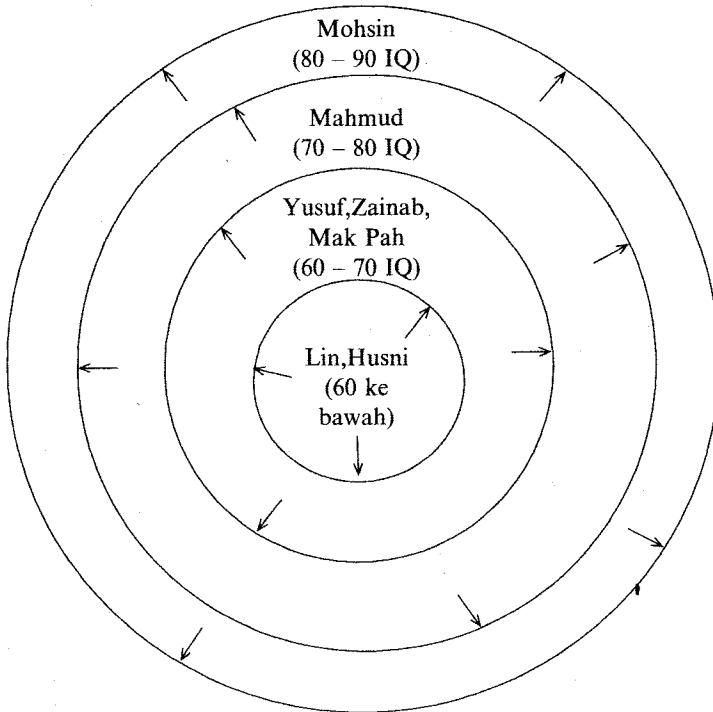 Mohsin
(80 – 90 IQ)
Mahmud
(70 – 80 IQ)
Yusuf,Zainab,
Mak Pah
(60 – 70 IQ)
Lin,Husni
(60 ke
bawah)